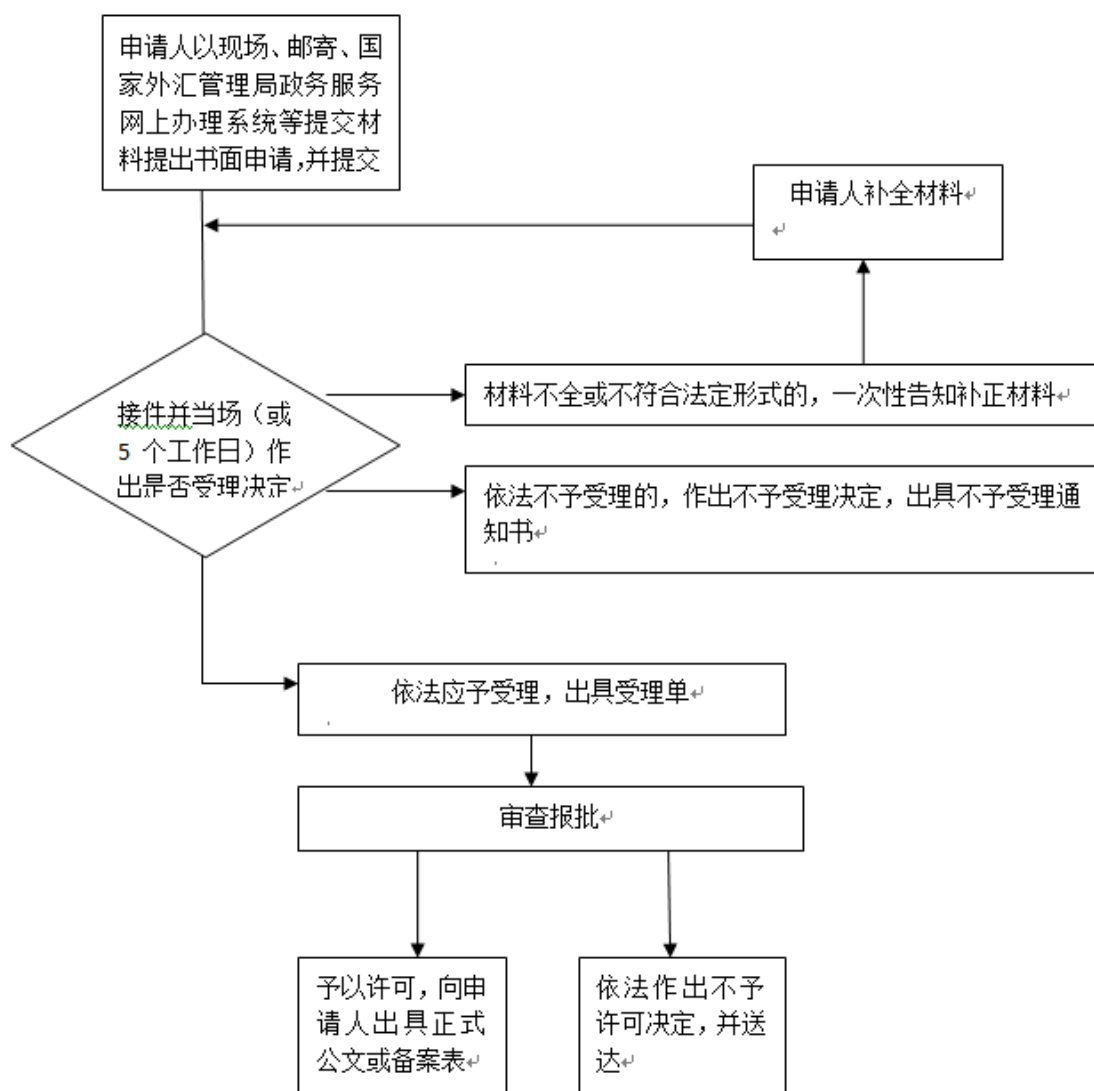 申请人以现场、邮寄、国
家外汇管理局政务服务
网上办理系统等提交材
料提出书面申请,并提交
申请人补全材料
材料不全或不符合法定形式的，一次性告知补正材料
接件并当场（或
5 个工作日）作
出是否受理决定
依法不予受理的，作出不予受理决定，出具不予受理通
知书
依法应予受理，出具受理单
审查报批
予以许可，向申
请人出具正式
公文或备案表
依法作出不予
许可决定，并送
达